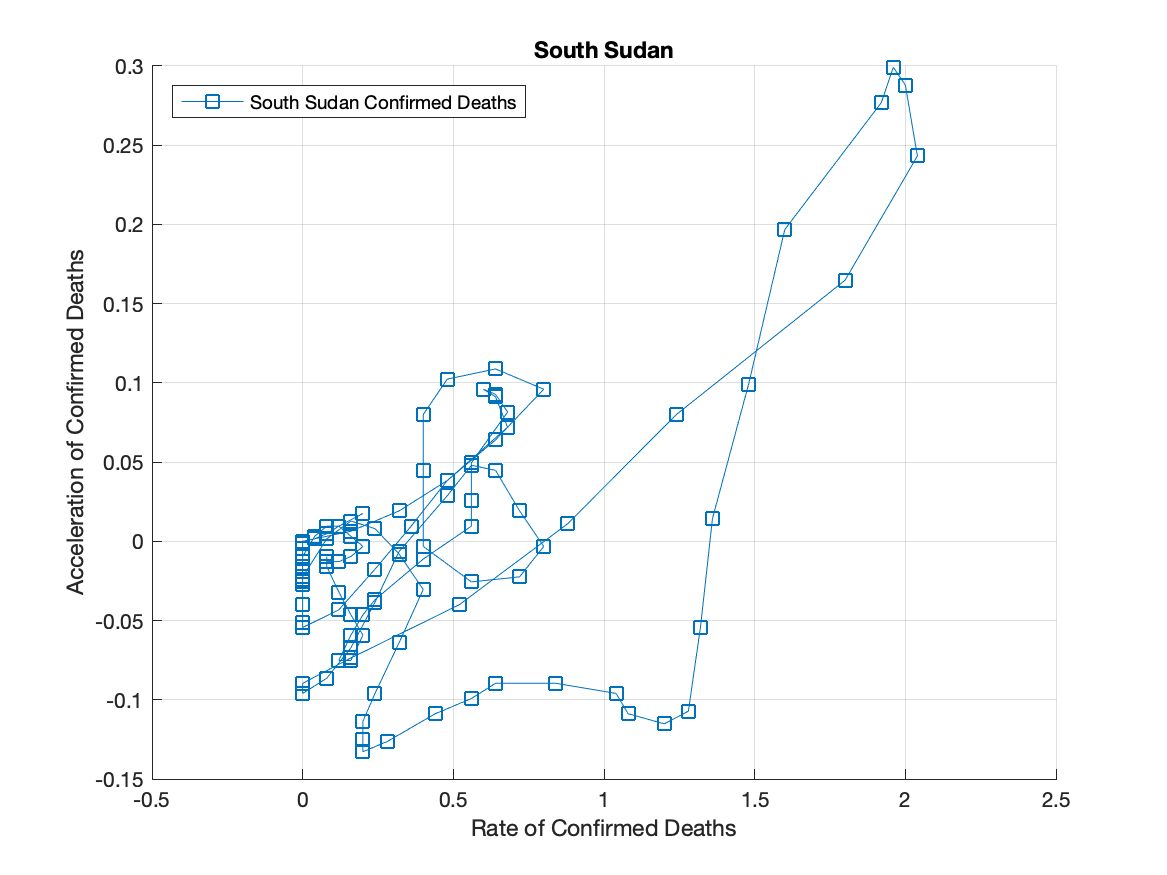 South Sudan
South Sudan Confirmed Deaths
0.3
0.25
0.2
0.15
0.1
0.05
0
-0.05
-0.1
-0.15
Acceleration of Confirmed Deaths
-0.5 0 0.5 1 1.5 2 2.5
Rate of Confirmed Deaths